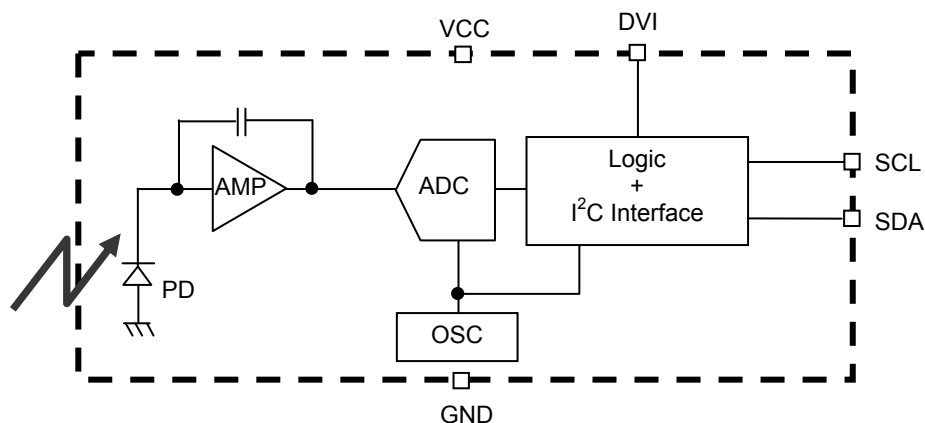 VCC
DVI
AMP
ADC
Logic
+
I²C Interface
SCL
SDA
PD
OSC
GND